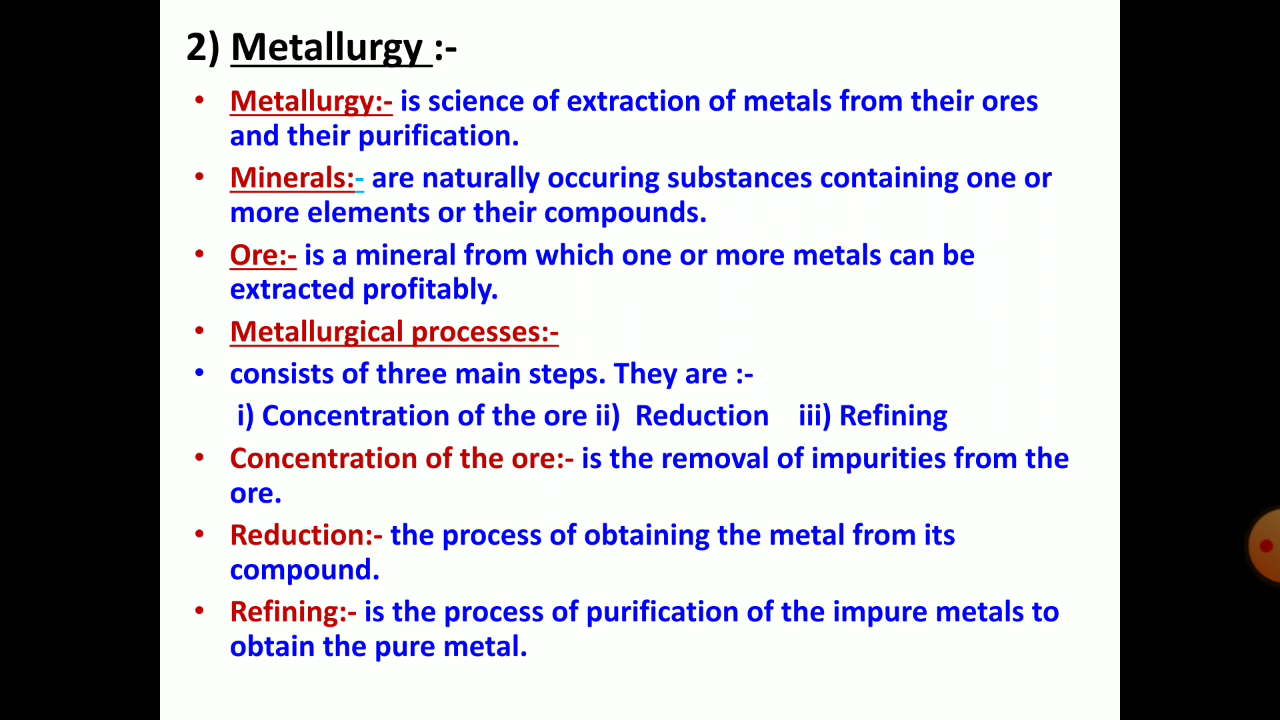 2) Metallurgy :-
• Metallurgy:- is science of extraction of metals from their ores
and their purification.
• Minerals:- are naturally occuring substances containing one or
more elements or their compounds.
• Ore:- is a mineral from which one or more metals can be
extracted profitably.
• Metallurgical processes:-
• consists of three main steps. They are :-
i) Concentration of the ore ii) Reduction iii) Refining
• Concentration of the ore:- is the removal of impurities from the
ore.
• Reduction:- the process of obtaining the metal from its
compound.
• Refining:- is the process of purification of the impure metals to
obtain the pure metal.